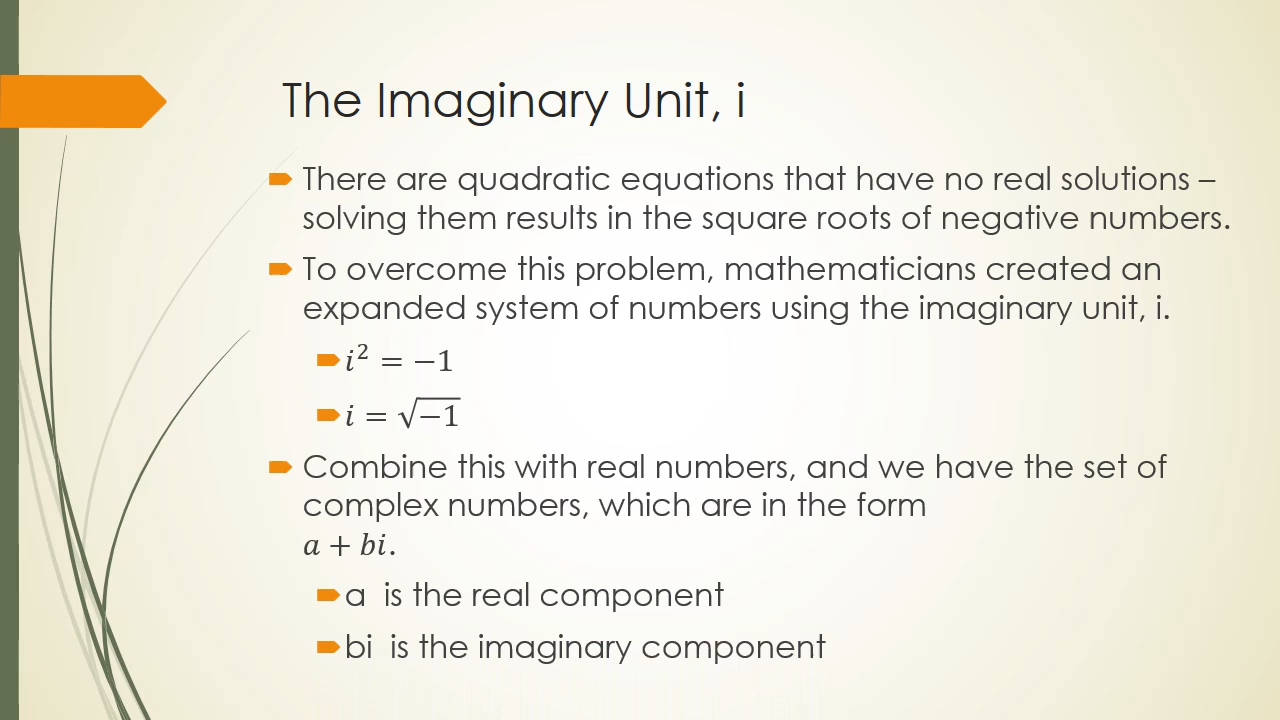 The Imaginary Unit, i
There are quadratic equations that have no real solutions –
solving them results in the square roots of negative numbers.
To overcome this problem, mathematicians created an
expanded system of numbers using the imaginary unit, i.
i² = −1
i = √−1
Combine this with real numbers, and we have the set of
complex numbers, which are in the form
a + bi.
a is the real component
bi is the imaginary component